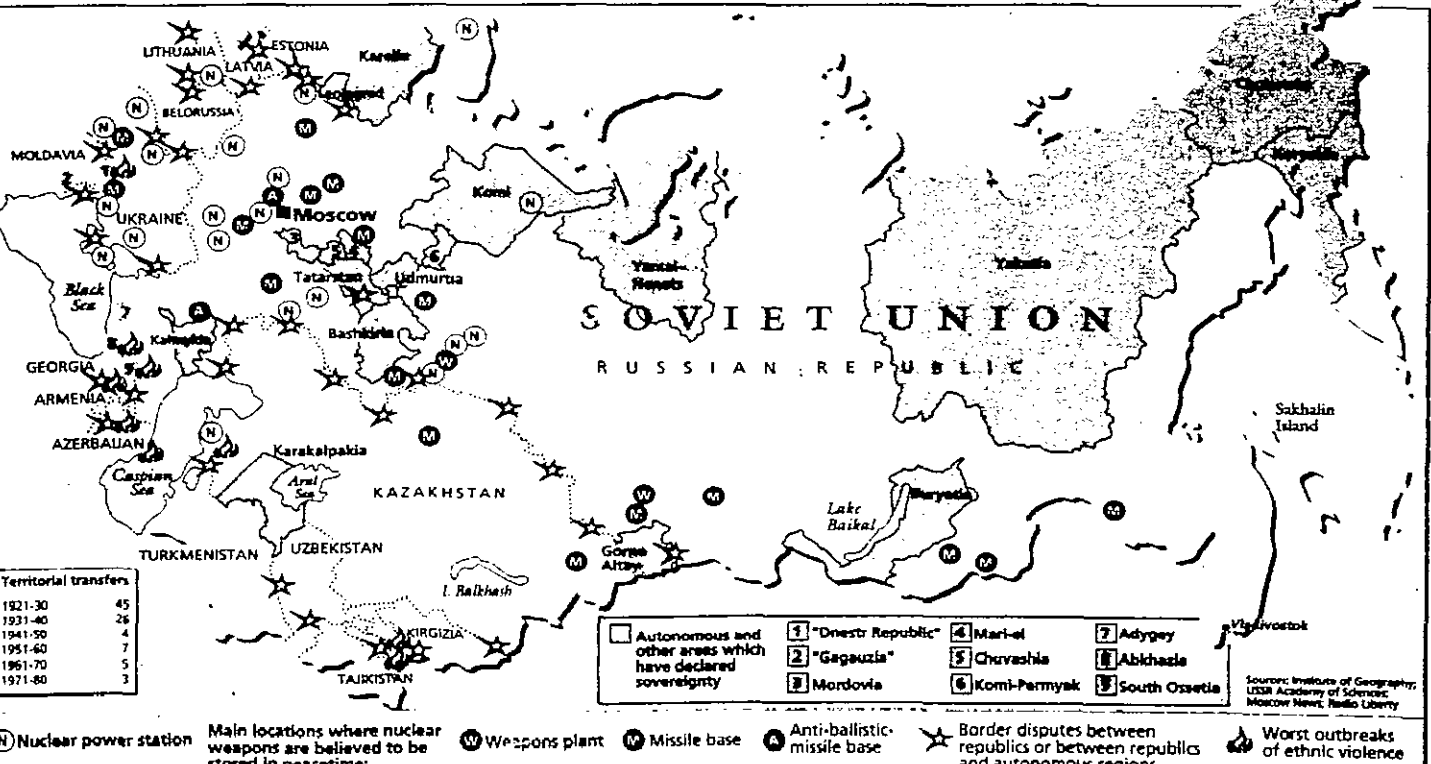 LITHUANIA
ESTONIA
LATVIA
Karelia
Leningrad
BELORUSSIA
MOLDAVIA
UKRAINE
Moscow
Komi
Tatarstan
Udmurtua
Bashkiria
Black
Sea
Kalmykia
GEORGIA
ARMENIA
AZERBAIJAN
Caspian
Sea
Karakalpakia
Aral
Sea
KAZAKHSTAN
TURKMENISTAN
UZBEKISTAN
L. Balkhash
KIRGIZIA
TAJIKISTAN
Yamal-
Nenets
Yakutia
SOVIET UNION
RUSSIAN REPUBLIC
Gorno
Altay
Lake
Baikal
Buryatia
Koryakia
Sakhalin
Island
Vladivostok
Territorial transfers
1921-30 45
1931-40 26
1941-50 4
1951-60 7
1961-70 5
1971-80 3
Autonomous and
other areas which
have declared
sovereignty
1 "Dnestr Republic"
2 "Gagauzia"
3 Mordovia
4 Mari-el
5 Chuvashia
6 Komi-Permyak
7 Adygey
8 Abkhazia
9 South Ossetia
Sources: Institute of Geography,
USSR Academy of Sciences;
Moscow News; Radio Liberty
N Nuclear power station
Main locations where nuclear
weapons are believed to be
stored in peacetime:
W Weapons plant
M Missile base
A Anti-ballistic-
missile base
Border disputes between
republics or between republics
and autonomous regions
Worst outbreaks
of ethnic violence